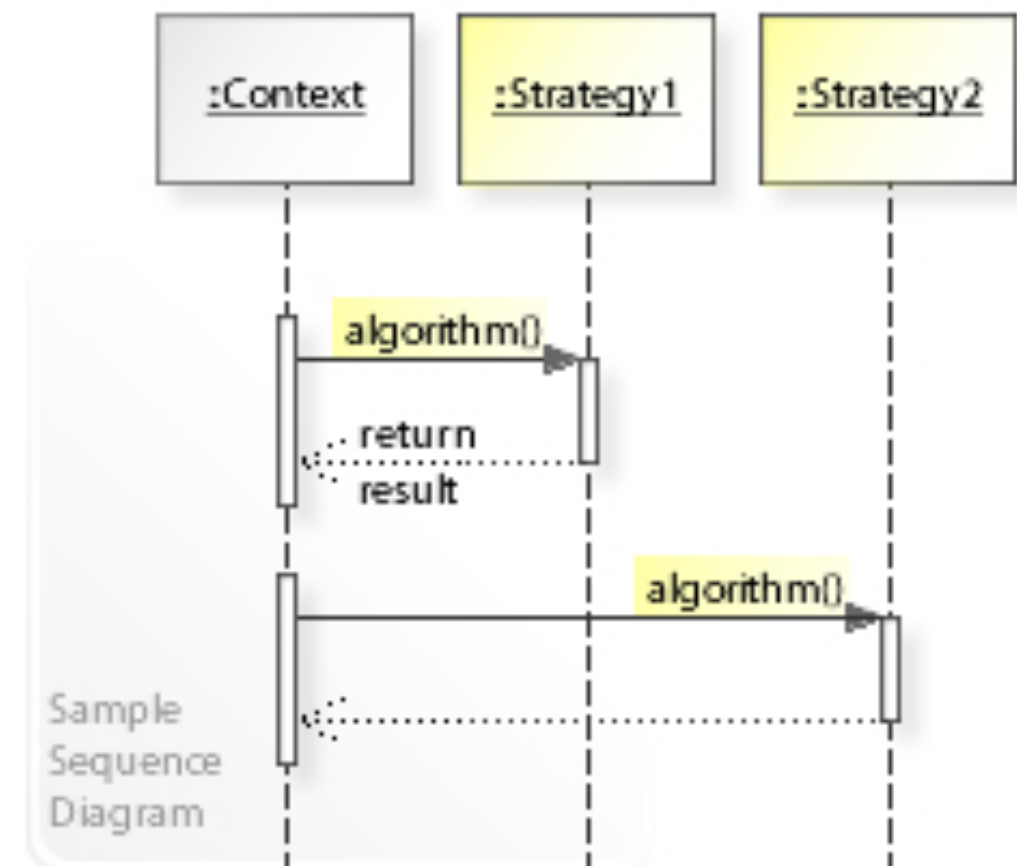 :Context
:Strategy1
:Strategy2
algorithm()
return
result
algorithm()
Sample
Sequence
Diagram